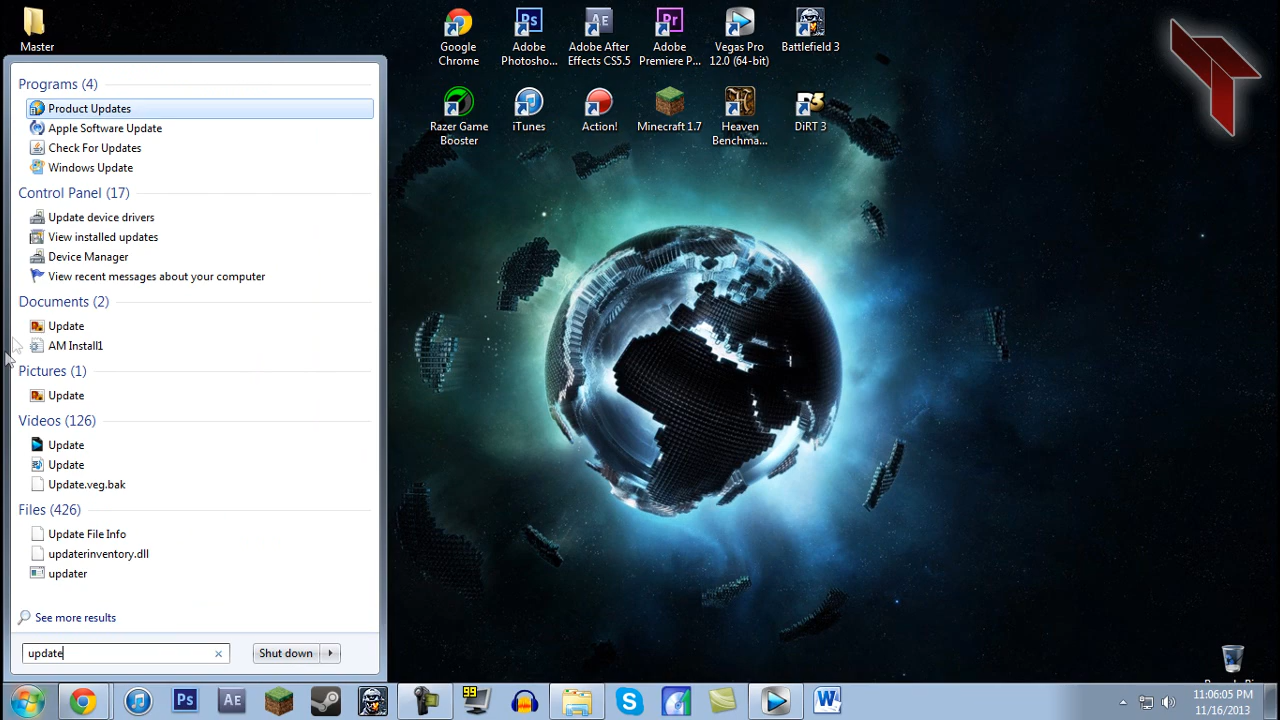 Master
Google Chrome
Adobe Photosho...
Adobe After Effects CS5.5
Adobe Premiere P...
Vegas Pro 12.0 (64-bit)
Battlefield 3
Razer Game Booster
iTunes
Action!
Minecraft 1.7
Heaven Benchma...
DiRT 3
Programs (4)
Product Updates
Apple Software Update
Check For Updates
Windows Update
Control Panel (17)
Update device drivers
View installed updates
Device Manager
View recent messages about your computer
Documents (2)
Update
AM Install1
Pictures (1)
Update
Videos (126)
Update
Update
Update.veg.bak
Files (426)
Update File Info
updaterinventory.dll
updater
See more results
update
Shut down
Ps
Ae
99
W
11:06:05 PM
11/16/2013